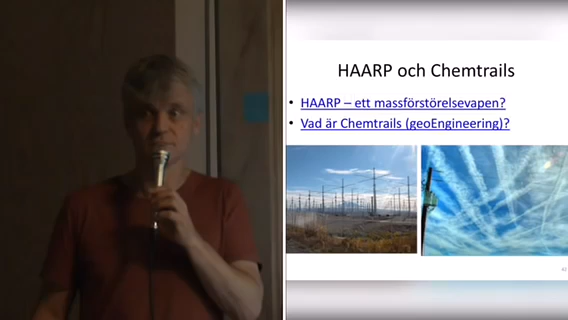 HAARP och Chemtrails
• HAARP – ett massförstörelsevapen?
• Vad är Chemtrails (geoEngineering)?